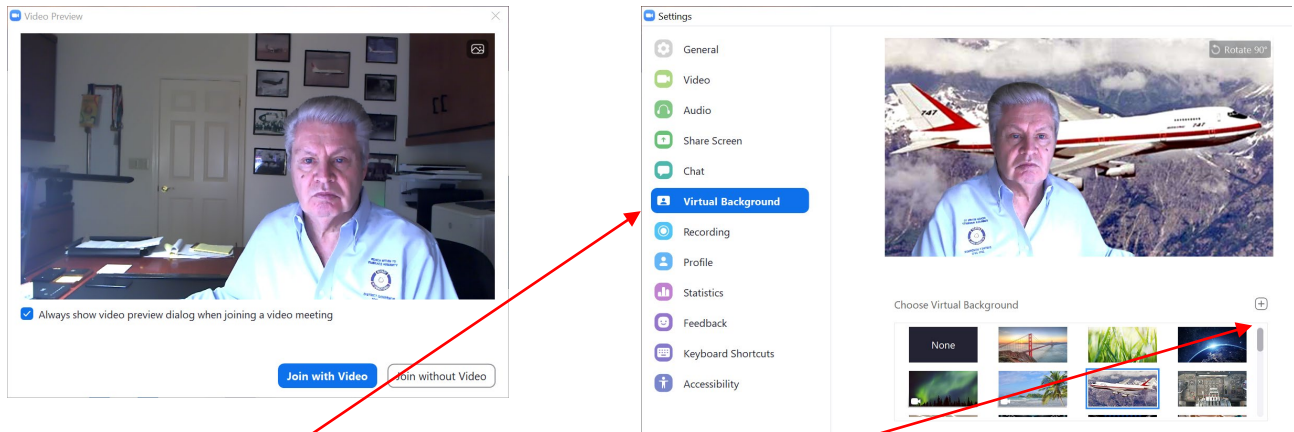 Video Preview
Always show video preview dialog when joining a video meeting
Join with Video
Join without Video
Settings
General
Video
Audio
Share Screen
Chat
Virtual Background
Recording
Profile
Statistics
Feedback
Keyboard Shortcuts
Accessibility
Rotate 90°
747
747
Choose Virtual Background
None